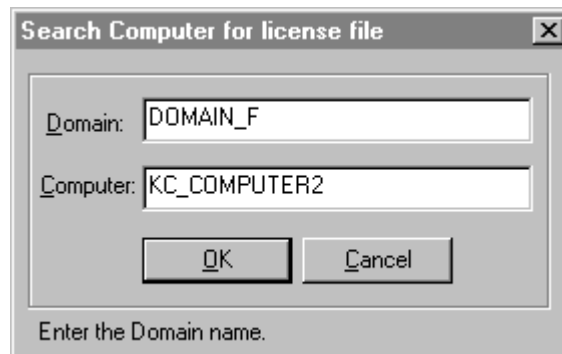 Search Computer for license file
Domain: DOMAIN_F
Computer: KC_COMPUTER2
OK Cancel
Enter the Domain name.